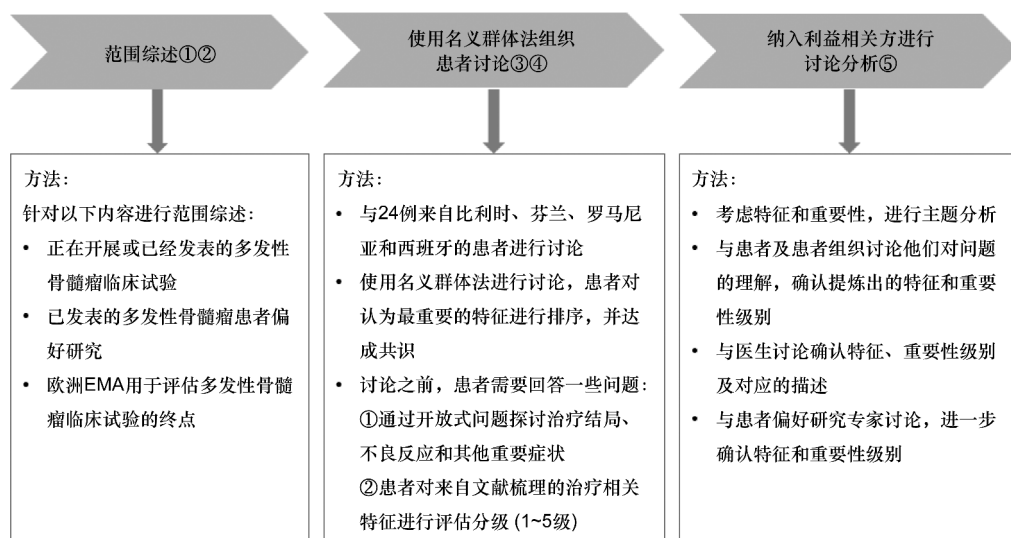 范围综述①②
使用名义群体法组织
患者讨论③④
纳入利益相关方进行
讨论分析⑤
方法：
针对以下内容进行范围综述：
• 正在开展或已经发表的多发性
骨髓瘤临床试验
• 已发表的多发性骨髓瘤患者偏
好研究
• 欧洲EMA用于评估多发性骨髓
瘤临床试验的终点
方法：
• 与24例来自比利时、芬兰、罗马尼
亚和西班牙的患者进行讨论
• 使用名义群体法进行讨论，患者对
认为最重要的特征进行排序，并达
成共识
• 讨论之前，患者需要回答一些问题：
①通过开放式问题探讨治疗结局、
不良反应和其他重要症状
②患者对来自文献梳理的治疗相关
特征进行评估分级 (1~5级)
方法：
• 考虑特征和重要性，进行主题分析
• 与患者及患者组织讨论他们对问题
的理解，确认提炼出的特征和重要
性级别
• 与医生讨论确认特征、重要性级别
及对应的描述
• 与患者偏好研究专家讨论，进一步
确认特征和重要性级别